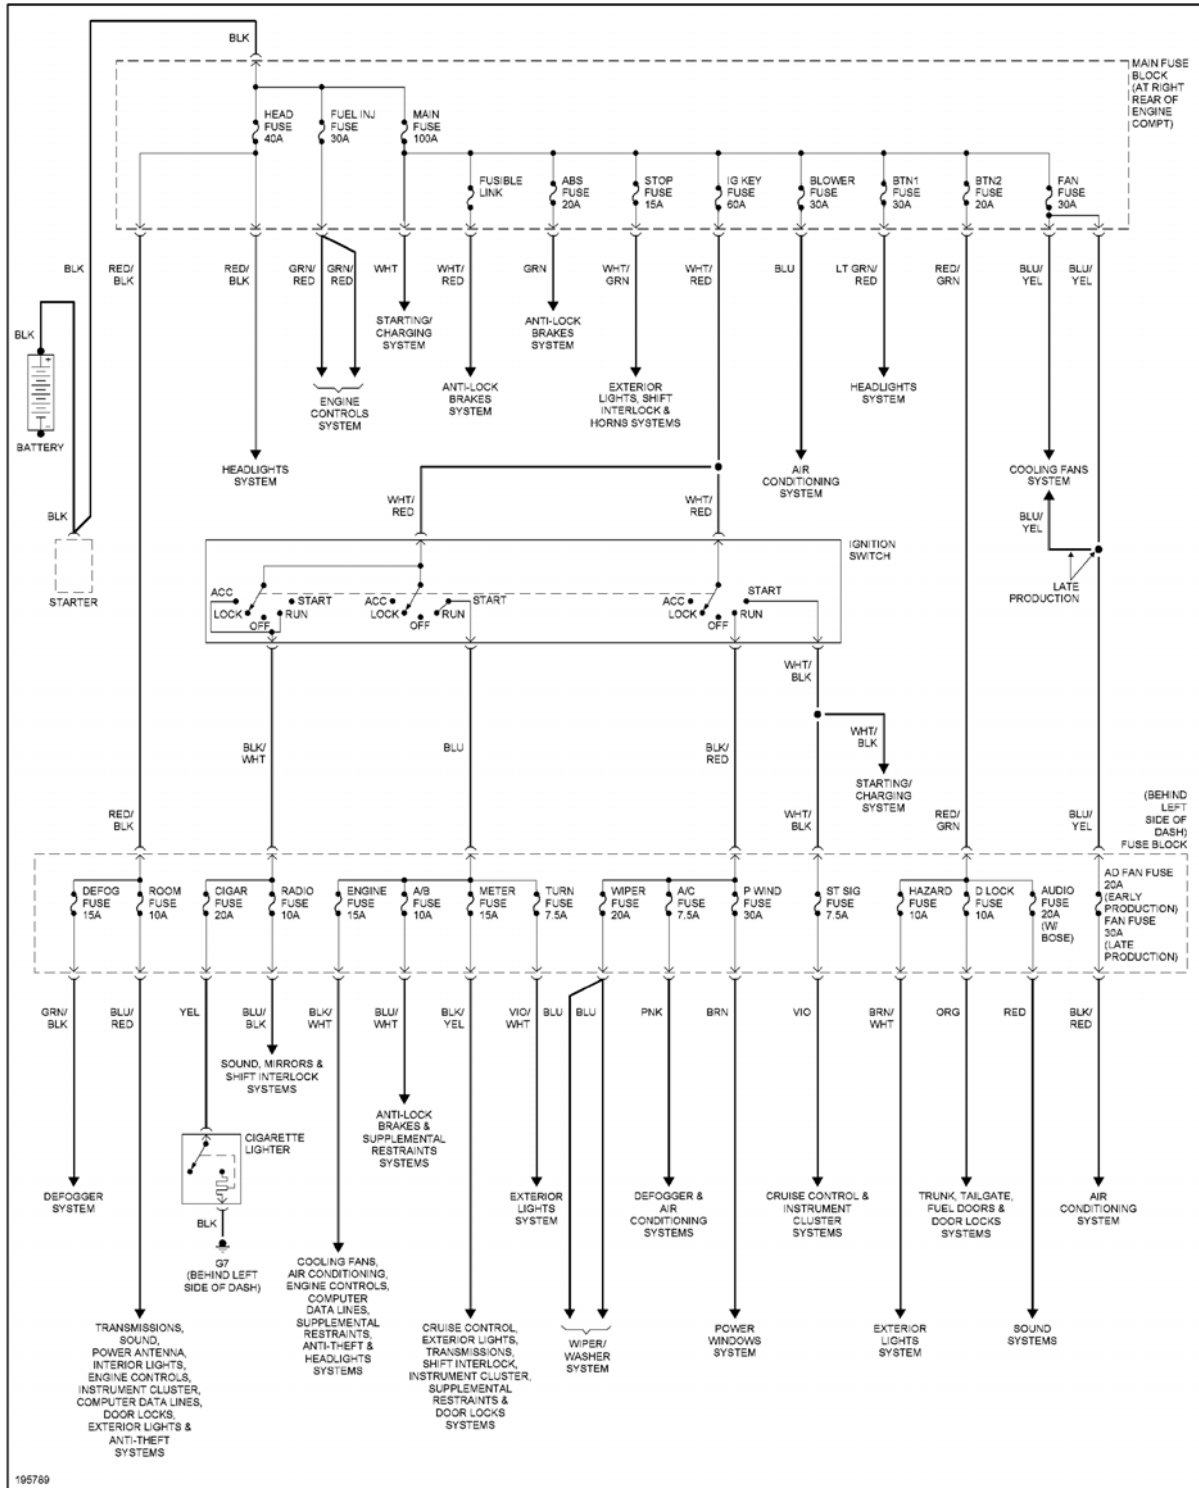 BLK
MAIN FUSE
BLOCK
(AT RIGHT
REAR OF
ENGINE
COMPT)
HEAD
FUSE
40A
FUEL INJ
FUSE
30A
MAIN
FUSE
100A
FUSIBLE
LINK
ABS
FUSE
20A
STOP
FUSE
15A
IG KEY
FUSE
60A
BLOWER
FUSE
30A
BTN1
FUSE
30A
BTN2
FUSE
20A
FAN
FUSE
30A
BLK
RED/
BLK
RED/
BLK
GRN/
RED
GRN/
RED
WHT
WHT/
RED
GRN
WHT/
GRN
WHT/
RED
BLU
LT GRN/
RED
RED/
GRN
BLU/
YEL
BLU/
YEL
BLK
+
-
BATTERY
STARTING/
CHARGING
SYSTEM
ANTI-LOCK
BRAKES
SYSTEM
ENGINE
CONTROLS
SYSTEM
ANTI-LOCK
BRAKES
SYSTEM
EXTERIOR
LIGHTS, SHIFT
INTERLOCK &
HORNS SYSTEMS
HEADLIGHTS
SYSTEM
HEADLIGHTS
SYSTEM
AIR
CONDITIONING
SYSTEM
COOLING FANS
SYSTEM
BLK
STARTER
WHT/
RED
WHT/
RED
BLU/
YEL
LATE
PRODUCTION
IGNITION
SWITCH
ACC
LOCK
OFF
RUN
START
ACC
LOCK
OFF
RUN
START
ACC
LOCK
OFF
RUN
START
WHT/
BLK
BLK/
WHT
BLU
BLK/
RED
WHT/
BLK
STARTING/
CHARGING
SYSTEM
RED/
BLK
WHT/
BLK
RED/
GRN
BLU/
YEL
(BEHIND
LEFT
SIDE OF
DASH)
FUSE BLOCK
DEFOG
FUSE
15A
ROOM
FUSE
10A
CIGAR
FUSE
20A
RADIO
FUSE
10A
ENGINE
FUSE
15A
A/B
FUSE
10A
METER
FUSE
15A
TURN
FUSE
7.5A
WIPER
FUSE
20A
A/C
FUSE
7.5A
P WIND
FUSE
30A
ST SIG
FUSE
7.5A
HAZARD
FUSE
10A
D LOCK
FUSE
10A
AUDIO
FUSE
20A
(W/
BOSE)
AD FAN FUSE
20A
(EARLY
PRODUCTION)
FAN FUSE
30A
(LATE
PRODUCTION)
GRN/
BLK
BLU/
RED
YEL
BLU/
BLK
BLK/
WHT
BLU/
WHT
BLK/
YEL
VIO/
WHT
BLU
BLU
PNK
BRN
VIO
BRN/
WHT
ORG
RED
BLK/
RED
SOUND, MIRRORS &
SHIFT INTERLOCK
SYSTEMS
ANTI-LOCK
BRAKES &
SUPPLEMENTAL
RESTRAINTS
SYSTEMS
CIGARETTE
LIGHTER
BLK
G7
(BEHIND LEFT
SIDE OF DASH)
DEFOGGER
SYSTEM
EXTERIOR
LIGHTS
SYSTEM
DEFOGGER &
AIR
CONDITIONING
SYSTEMS
CRUISE CONTROL &
INSTRUMENT
CLUSTER
SYSTEMS
TRUNK, TAILGATE,
FUEL DOORS &
DOOR LOCKS
SYSTEMS
AIR
CONDITIONING
SYSTEM
COOLING FANS,
AIR CONDITIONING,
ENGINE CONTROLS,
COMPUTER
DATA LINES,
SUPPLEMENTAL
RESTRAINTS,
ANTI-THEFT &
HEADLIGHTS
SYSTEMS
TRANSMISSIONS,
SOUND,
POWER ANTENNA,
INTERIOR LIGHTS,
ENGINE CONTROLS,
INSTRUMENT CLUSTER,
COMPUTER DATA LINES,
DOOR LOCKS,
EXTERIOR LIGHTS &
ANTI-THEFT
SYSTEMS
CRUISE CONTROL,
EXTERIOR LIGHTS,
TRANSMISSIONS,
SHIFT INTERLOCK,
INSTRUMENT CLUSTER,
SUPPLEMENTAL
RESTRAINTS &
DOOR LOCKS
SYSTEMS
WIPER/
WASHER
SYSTEM
POWER
WINDOWS
SYSTEM
EXTERIOR
LIGHTS
SYSTEM
SOUND
SYSTEMS
195789